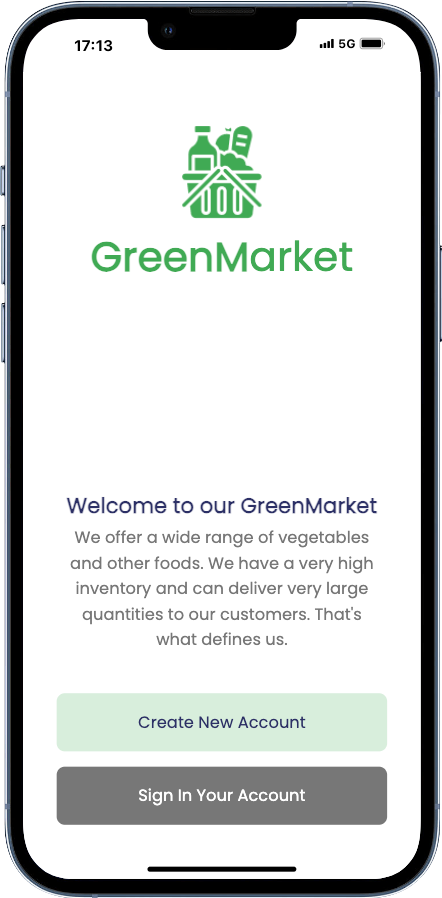 17:13
5G
GreenMarket
Welcome to our GreenMarket
We offer a wide range of vegetables
and other foods. We have a very high
inventory and can deliver very large
quantities to our customers. That's
what defines us.
Create New Account
Sign In Your Account